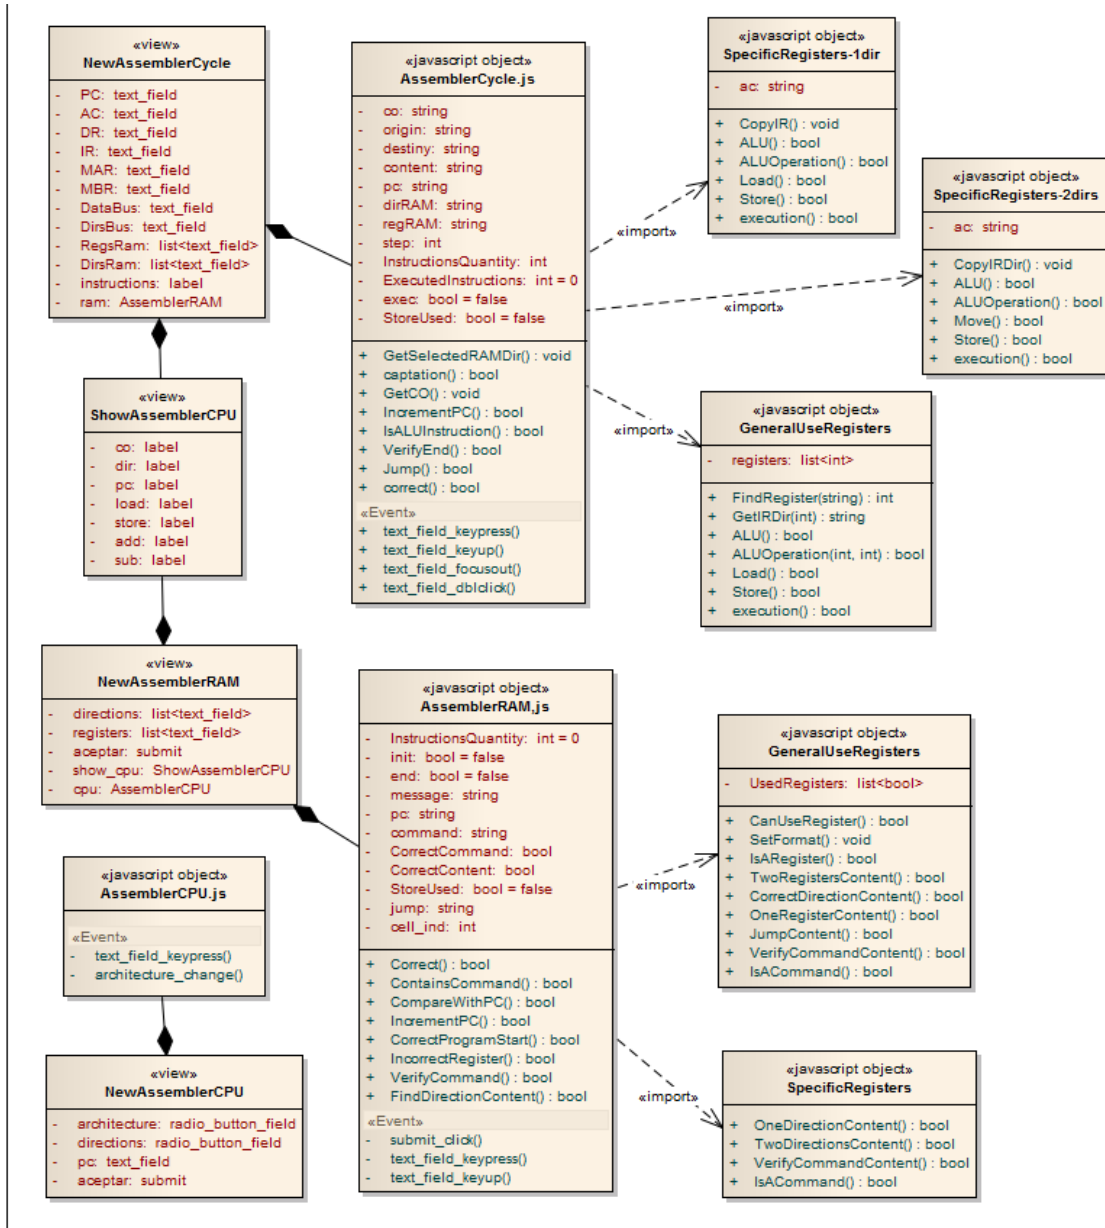 «view»
NewAssemblerCycle
- PC: text_field
- AC: text_field
- DR: text_field
- IR: text_field
- MAR: text_field
- MBR: text_field
- DataBus: text_field
- DirsBus: text_field
- RegsRam: list<text_field>
- DirsRam: list<text_field>
- instructions: label
- ram: AssemblerRAM
«javascript object»
AssemblerCycle.js
- co: string
- origin: string
- destiny: string
- content: string
- pc: string
- dirRAM: string
- regRAM: string
- step: int
- InstructionsQuantity: int
- ExecutedInstructions: int = 0
- exec: bool = false
- StoreUsed: bool = false
+ GetSelectedRAMDir() : void
+ captation() : bool
+ GetCO() : void
+ IncrementPC() : bool
+ IsALUInstruction() : bool
+ VerifyEnd() : bool
+ Jump() : bool
+ correct() : bool
«Event»
+ text_field_keypress()
+ text_field_keyup()
+ text_field_focusout()
+ text_field_dblclick()
«javascript object»
SpecificRegisters-1dir
- ac: string
+ CopyIR() : void
+ ALU() : bool
+ ALUOperation() : bool
+ Load() : bool
+ Store() : bool
+ execution() : bool
«import»
«javascript object»
SpecificRegisters-2dirs
- ac: string
+ CopyIRDir() : void
+ ALU() : bool
+ ALUOperation() : bool
+ Move() : bool
+ Store() : bool
+ execution() : bool
«import»
«javascript object»
GeneralUseRegisters
- registers: list<int>
+ FindRegister(string) : int
+ GetIRDir(int) : string
+ ALU() : bool
+ ALUOperation(int, int) : bool
+ Load() : bool
+ Store() : bool
+ execution() : bool
«import»
«view»
ShowAssemblerCPU
- co: label
- dir: label
- pc: label
- load: label
- store: label
- add: label
- sub: label
«view»
NewAssemblerRAM
- directions: list<text_field>
- registers: list<text_field>
- aceptar: submit
- show_cpu: ShowAssemblerCPU
- cpu: AssemblerCPU
«javascript object»
AssemblerRAM,js
- InstructionsQuantity: int = 0
- init: bool = false
- end: bool = false
- message: string
- pc: string
- command: string
- CorrectCommand: bool
- CorrectContent: bool
- StoreUsed: bool = false
- jump: string
- cell_ind: int
+ Correct() : bool
+ ContainsCommand() : bool
+ CompareWithPC() : bool
+ IncrementPC() : bool
+ CorrectProgramStart() : bool
+ IncorrectRegister() : bool
+ VerifyCommand() : bool
+ FindDirectionContent() : bool
«Event»
- submit_click()
- text_field_keypress()
- text_field_keyup()
«javascript object»
GeneralUseRegisters
- UsedRegisters: list<bool>
+ CanUseRegister() : bool
+ SetFormat() : void
+ IsARegister() : bool
+ TwoRegistersContent() : bool
+ CorrectDirectionContent() : bool
+ OneRegisterContent() : bool
+ JumpContent() : bool
+ VerifyCommandContent() : bool
+ IsACommand() : bool
«import»
«javascript object»
AssemblerCPU.js
«Event»
- text_field_keypress()
- architecture_change()
«view»
NewAssemblerCPU
- architecture: radio_button_field
- directions: radio_button_field
- pc: text_field
- aceptar: submit
«import»
«javascript object»
SpecificRegisters
+ OneDirectionContent() : bool
+ TwoDirectionsContent() : bool
+ VerifyCommandContent() : bool
+ IsACommand() : bool